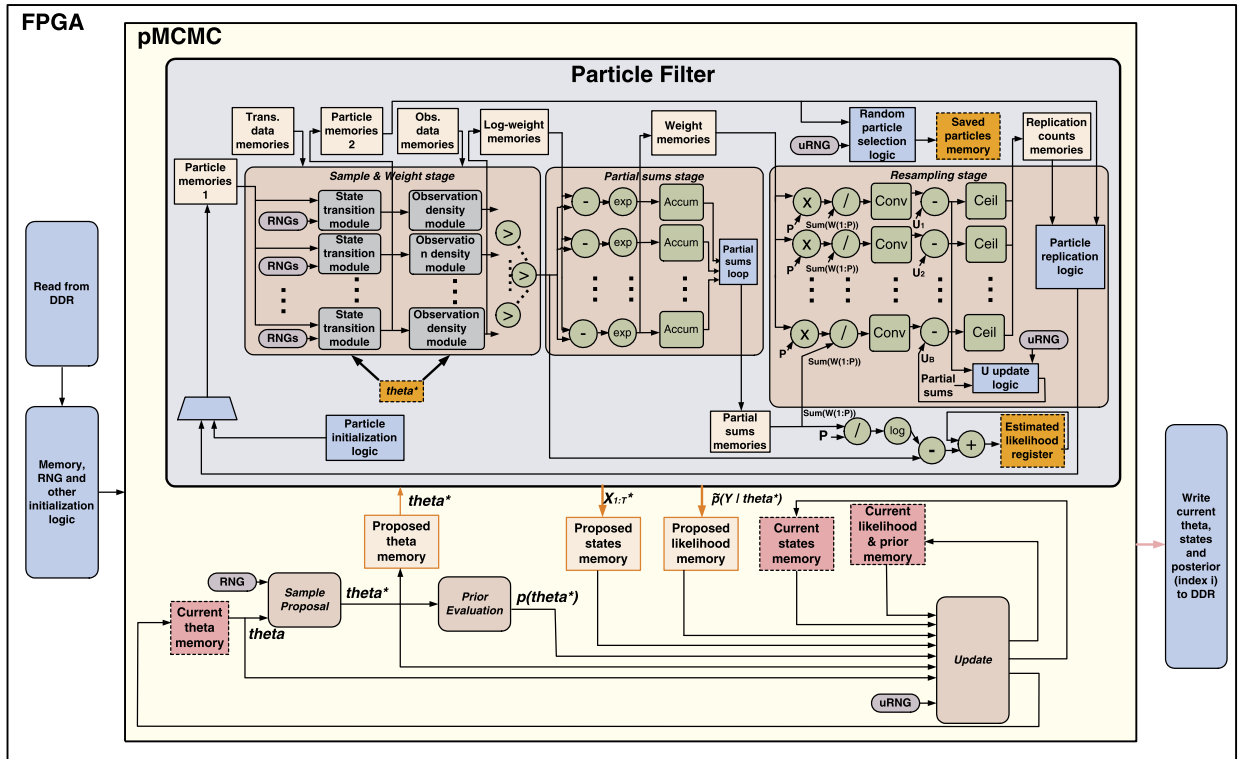 FPGA
pMCMC
Particle Filter
Trans.
data
memories
Particle
memories
2
Obs.
data
memories
Log-weight
memories
Weight
memories
uRNG
Random
particle
selection
logic
Saved
particles
memory
Replication
counts
memories
Particle
memories
1
Sample & Weight stage
RNGs
State
transition
module
Observation
density
module
>
RNGs
State
transition
module
Observatio
n density
module
>
RNGs
State
transition
module
Observation
density
module
>
theta*
Partial sums stage
-
exp
Accum
-
exp
Accum
-
exp
Accum
Partial
sums
loop
Resampling stage
X
/
Conv
-
Ceil
P
Sum(W(1:P))
U1
X
/
Conv
-
Ceil
P
Sum(W(1:P))
U2
X
/
Conv
-
Ceil
P
Sum(W(1:P))
UB
uRNG
Partial
sums
U update
logic
Particle
replication
logic
Particle
initialization
logic
Partial
sums
memories
Sum(W(1:P))
P
/
log
-
+
Estimated
likelihood
register
Read from
DDR
Memory,
RNG and
other
initialization
logic
theta*
X1:T*
p̃(Y | theta*)
Proposed
theta
memory
Proposed
states
memory
Proposed
likelihood
memory
Current
states
memory
Current
likelihood
& prior
memory
RNG
Sample
Proposal
theta*
Prior
Evaluation
p(theta*)
Current
theta
memory
theta
Update
uRNG
Write
current
theta,
states
and
posterior
(index i)
to DDR